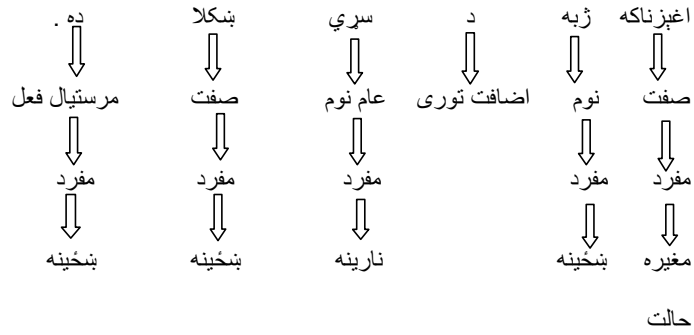 اغېزناکه ژبه د سړي ښکلا ده .
صفت نوم اضافت توری عام نوم صفت مرستیال فعل
مفرد مفرد مفرد مفرد مفرد
مغیره ښځینه نارینه ښځینه ښځینه
حالت